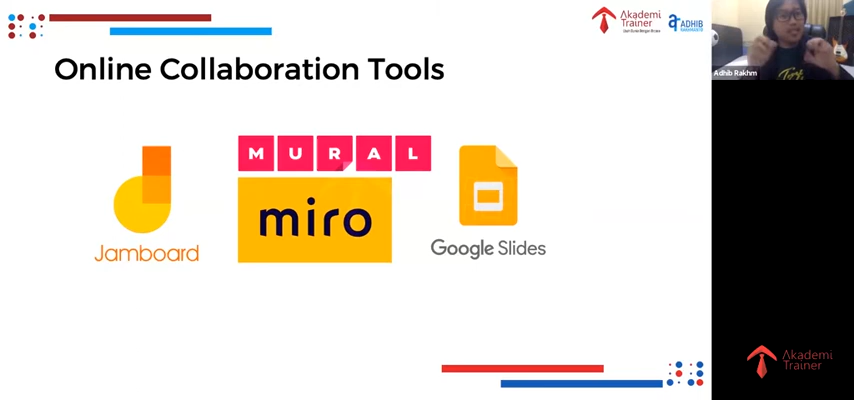 Akademi
Trainer
ADHIB
Adhib Rakhm
Online Collaboration Tools
MURAL
miro
Jamboard
Google Slides
Akademi
Trainer